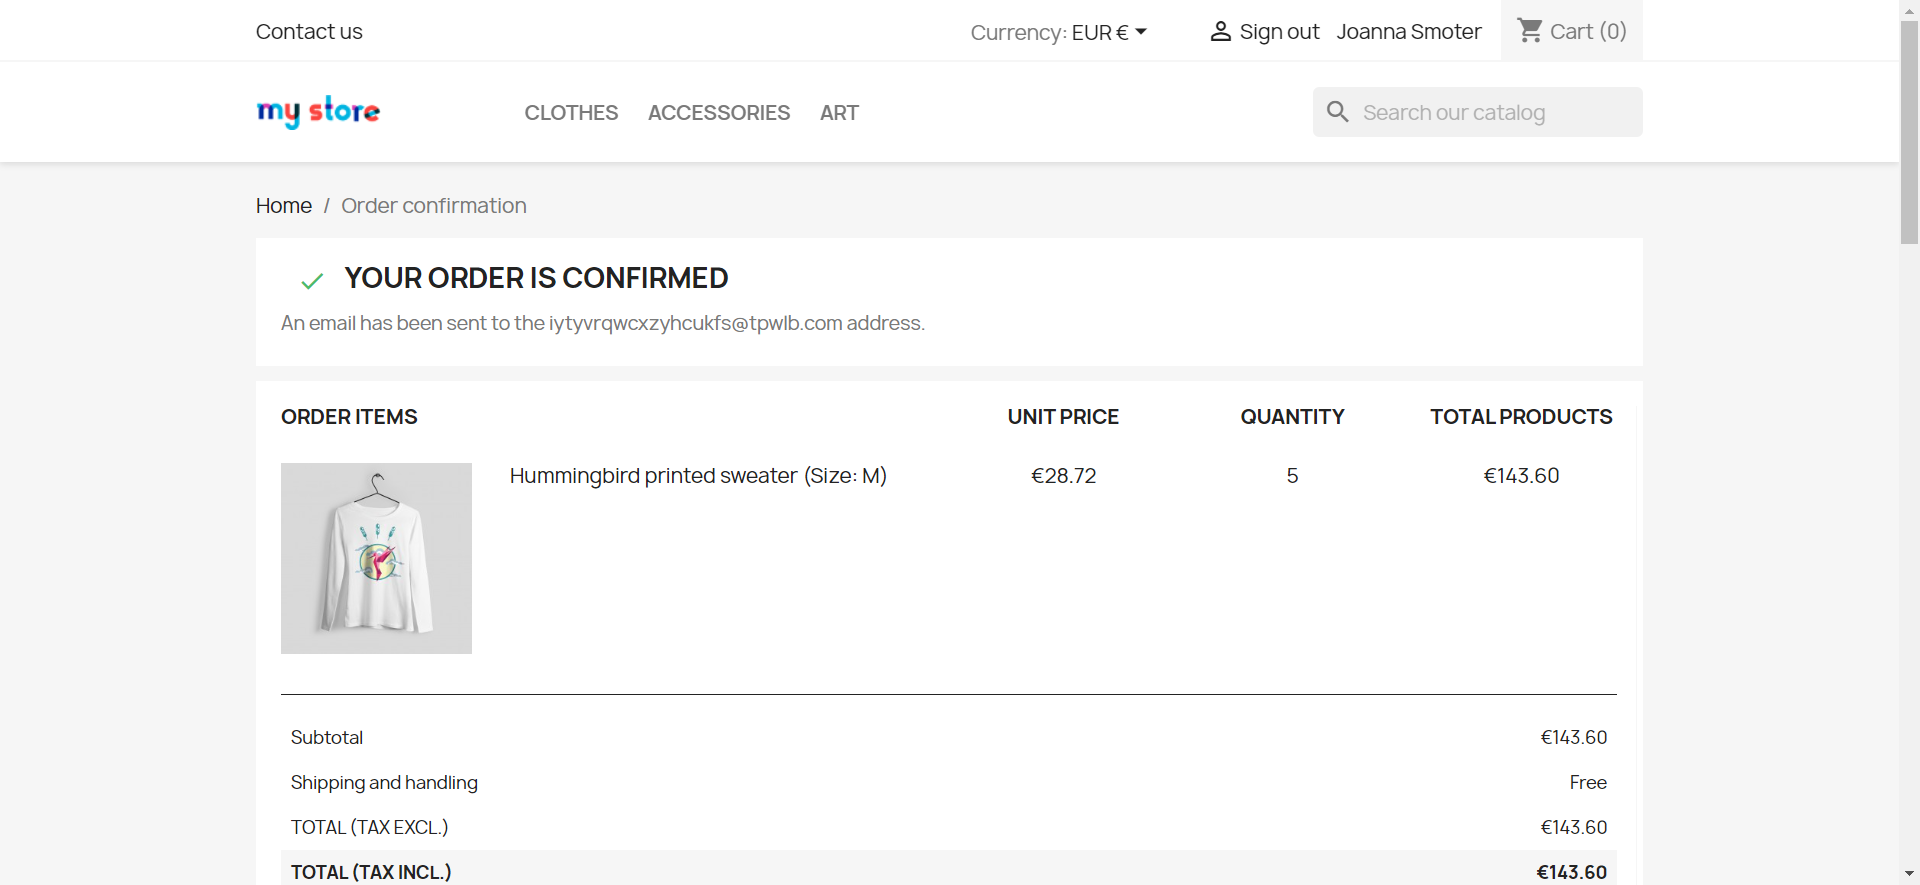 Contact us
Currency: EUR €
Sign out
Joanna Smoter
Cart (0)
my store
CLOTHES
ACCESSORIES
ART
Search our catalog
Home / Order confirmation
YOUR ORDER IS CONFIRMED
An email has been sent to the iytyvrqwcxzyhcukfs@tpwlb.com address.
ORDER ITEMS UNIT PRICE QUANTITY TOTAL PRODUCTS
Hummingbird printed sweater (Size: M) €28.72 5 €143.60
Subtotal €143.60
Shipping and handling Free
TOTAL (TAX EXCL.) €143.60
TOTAL (TAX INCL.) €143.60